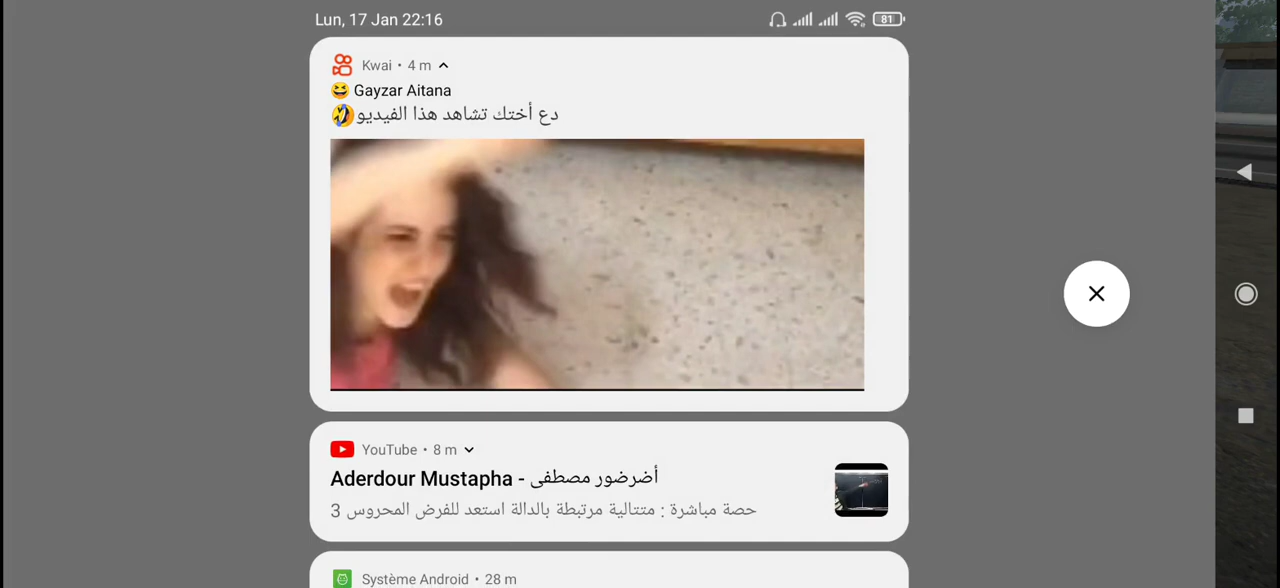 Lun, 17 Jan 22:16
81
Kwai • 4 m
😆 Gayzar Aitana
دع أختك تشاهد هذا الفيديو🤣
YouTube • 8 m
Aderdour Mustapha - أضرضور مصطفى
حصة مباشرة : متتالية مرتبطة بالدالة استعد للفرض المحروس 3
Système Android • 28 m